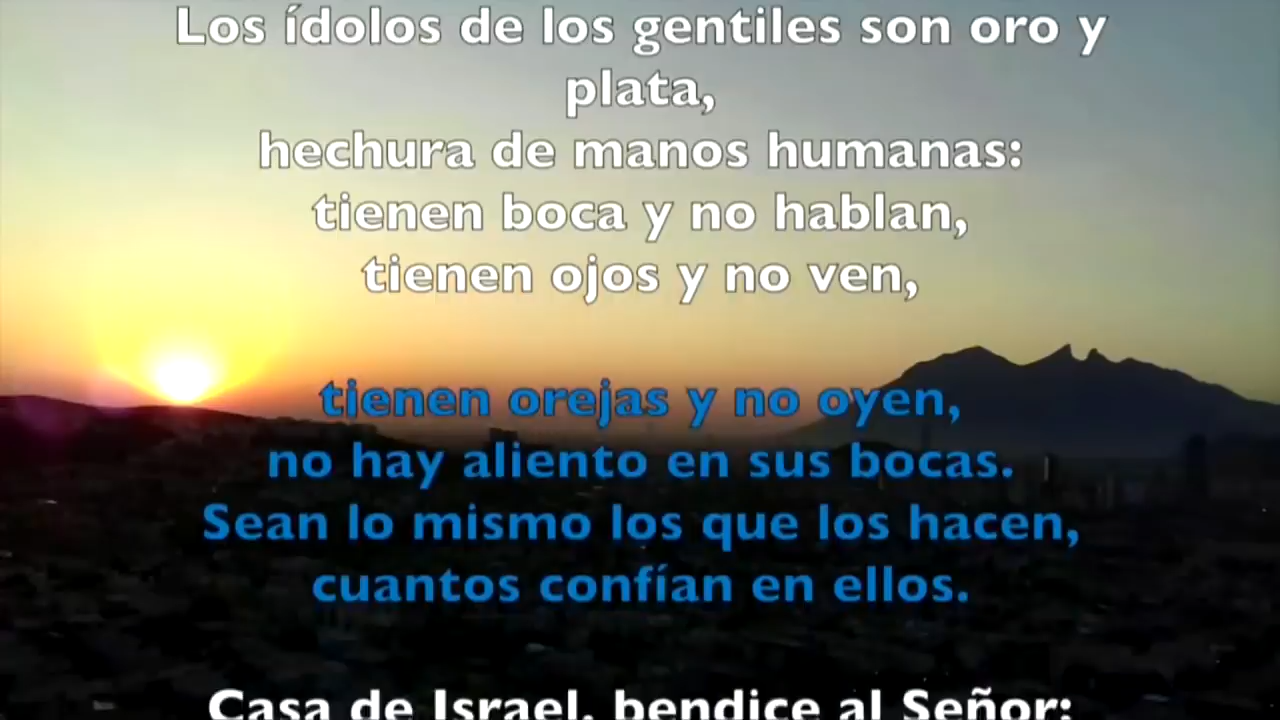 Los ídolos de los gentiles son oro y
plata,
hechura de manos humanas:
tienen boca y no hablan,
tienen ojos y no ven,
tienen orejas y no oyen,
no hay aliento en sus bocas.
Sean lo mismo los que los hacen,
cuantos confían en ellos.
Casa de Israel, bendice al Señor: